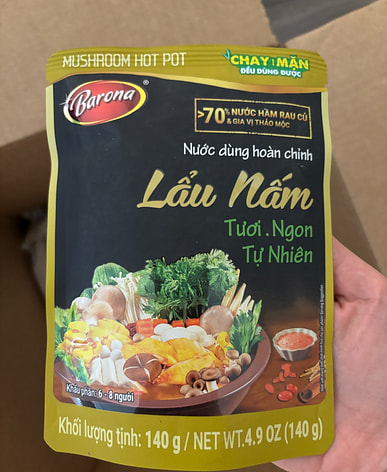 MUSHROOM HOT POT
CHAY & MẶN
ĐỀU DÙNG ĐƯỢC
Barona®
>70% NƯỚC HẦM RAU CỦ
& GIA VỊ THẢO MỘC
Nước dùng hoàn chỉnh
Lẩu Nấm
Tươi . Ngon
Tự Nhiên
Khẩu phần: 6 - 8 người
Khối lượng tịnh: 140 g / NET WT.4.9 OZ (140 g)